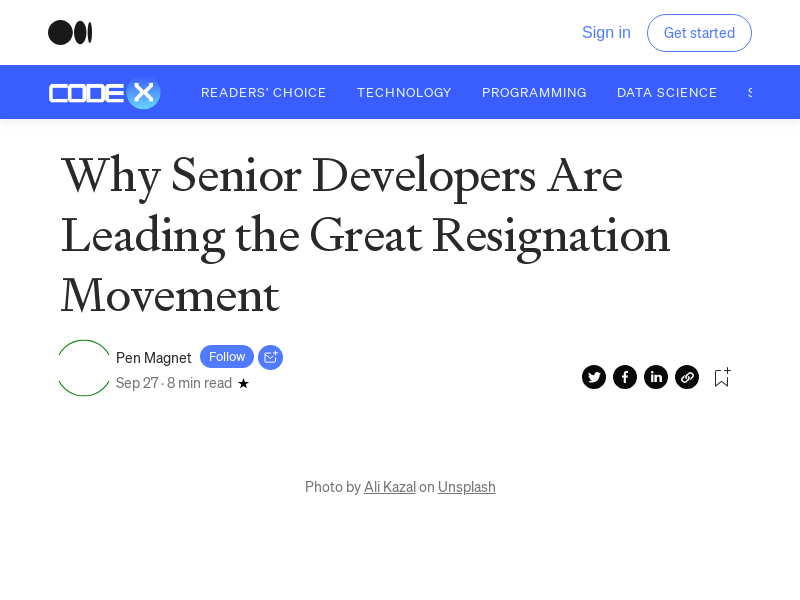 Sign in Get started
CODE X READERS' CHOICE TECHNOLOGY PROGRAMMING DATA SCIENCE
Why Senior Developers Are
Leading the Great Resignation
Movement
Pen Magnet Follow
Sep 27 · 8 min read ★
Photo by Ali Kazal on Unsplash